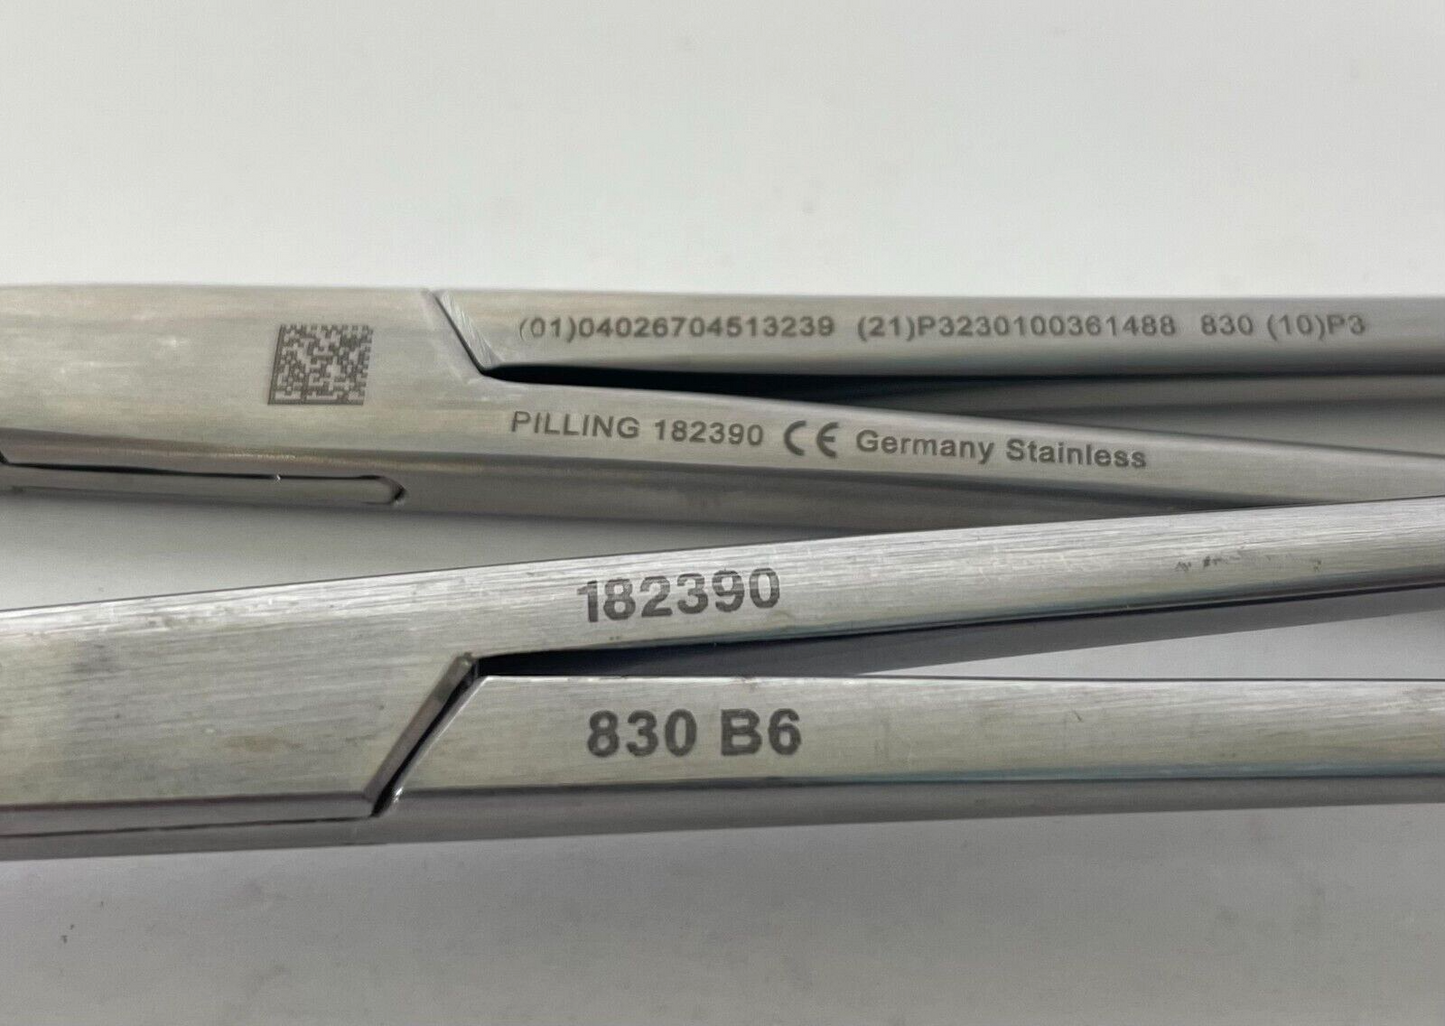 (01)04026704513239 (21)P3230100361488 830 (10)P3
PILLING 182390 CE Germany Stainless
182390
830 B6